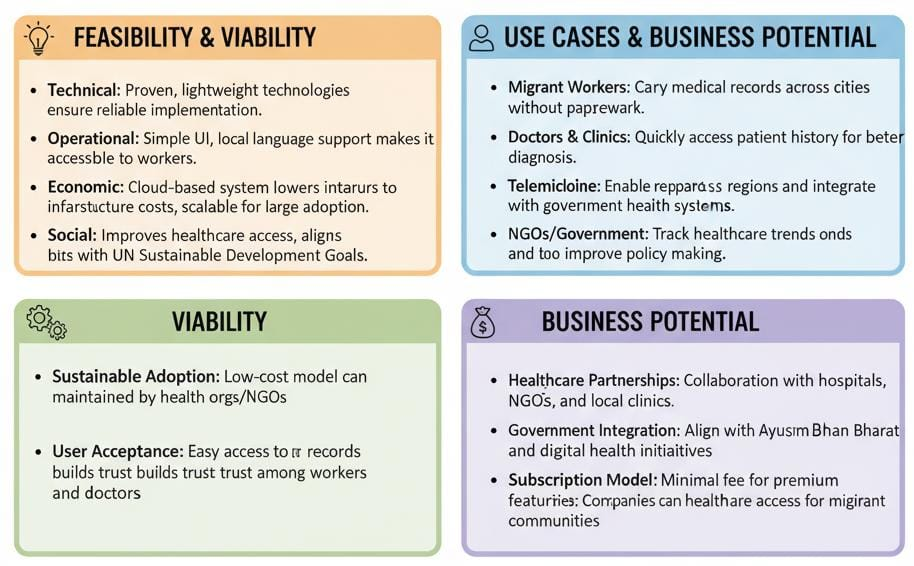 FEASIBILITY & VIABILITY
• Technical: Proven, lightweight technologies
ensure reliable implementation.
• Operational: Simple UI, local language support makes it
accessble to workers.
• Economic: Cloud-based system lowers intarurs to
infarstucture costs, scalable for large adoption.
• Social: Improves healthcare access, aligns
bits with UN Sustainable Development Goals.
USE CASES & BUSINESS POTENTIAL
• Migrant Workers: Cary medical records across cities
without paprewark.
• Doctors & Clinics: Quickly access patient history for beter
diagnosis.
• Telemicloine: Enable regions and integrate
with government health systems.
• NGOs/Government: Track healthcare trends onds
and too improve policy making.
VIABILITY
• Sustainable Adoption: Low-cost model can
maintained by health orgs/NGOs
• User Acceptance: Easy access to records
builds trust builds trust trust among workers
and doctors
BUSINESS POTENTIAL
$
• Healthcare Partnerships: Collaboration with hospitals,
NGOs, and local clinics.
• Government Integration: Align with Ayusm Bhan Bharat
and digital health initiaitives
• Subscription Model: Minimal fee for premium
featuries: Companies can healthare access for migirant
communities